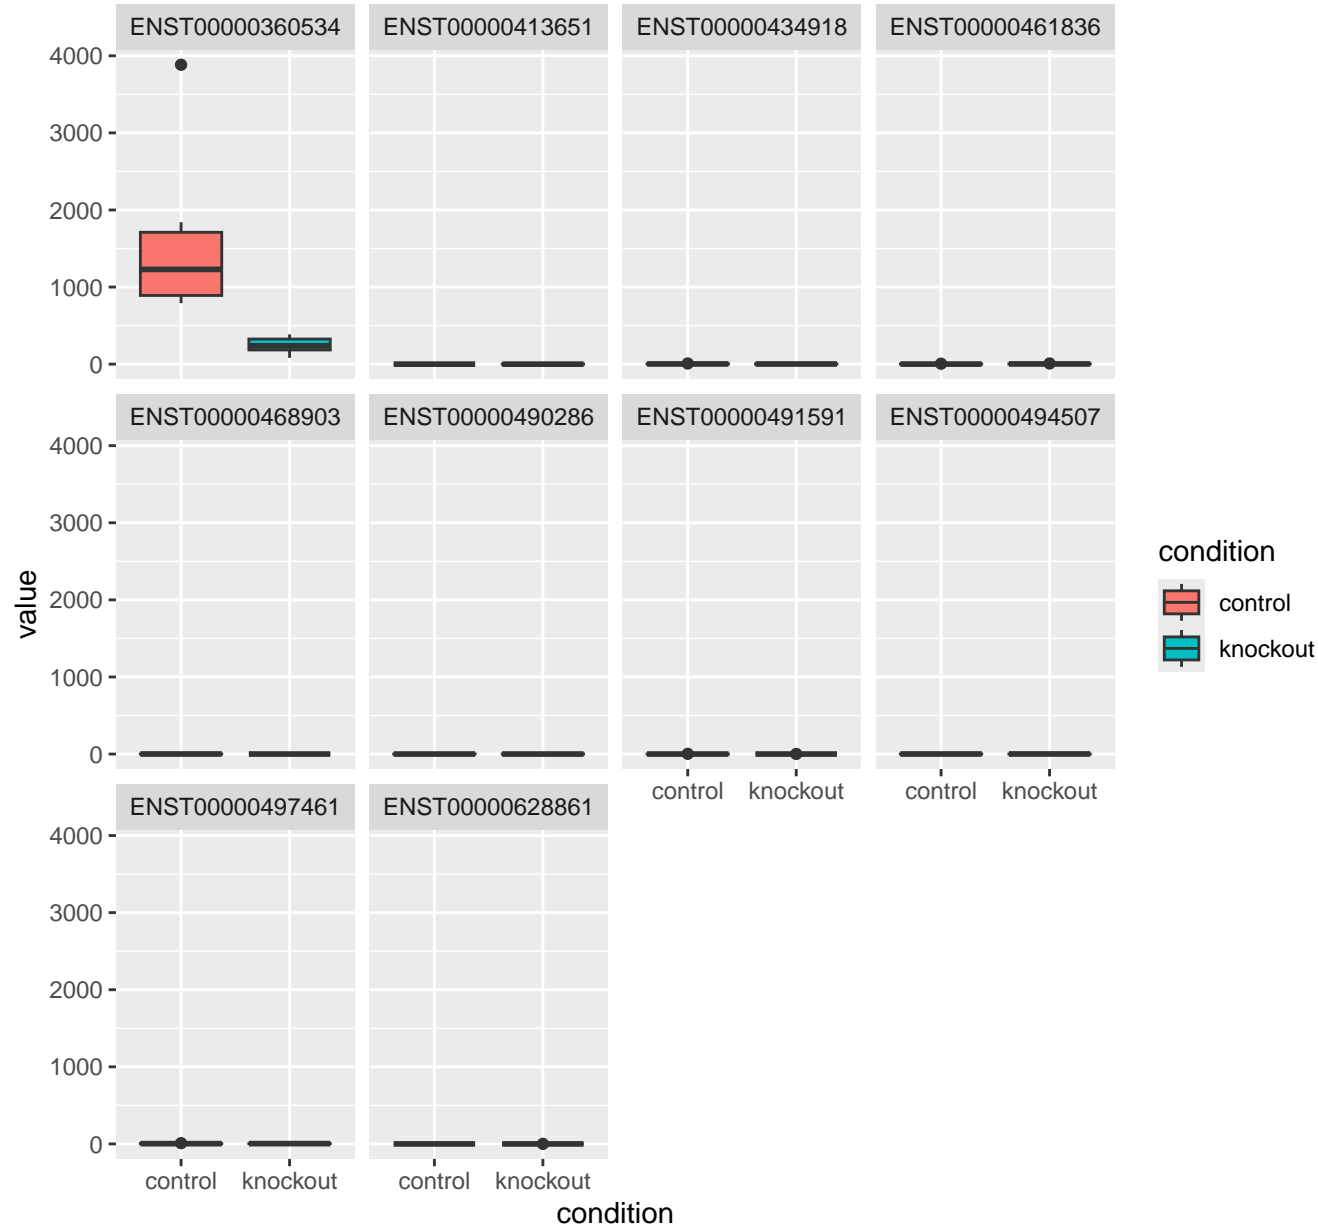 ENST00000360534 ENST00000413651 ENST00000434918 ENST00000461836
4000
3000
2000
1000
0
ENST00000468903 ENST00000490286 ENST00000491591 ENST00000494507
4000
3000
2000
1000
0
control knockout control knockout
ENST00000497461 ENST00000628861
4000
3000
2000
1000
0
control knockout control knockout
condition
value
condition
control
knockout